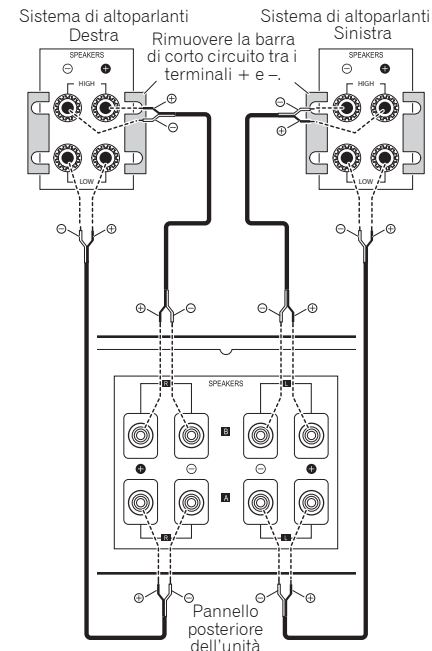 Sistema di altoparlanti
Destra
Sistema di altoparlanti
Sinistra
Rimuovere la barra
di corto circuito tra i
terminali + e –.
SPEAKERS
⊖ ⊕
HIGH
LOW
SPEAKERS
⊖ ⊕
HIGH
LOW
⊕
⊖
⊖
⊕
⊖ ⊕
⊖ ⊕
⊕ ⊖
⊖ ⊕
R SPEAKERS L
B
⊕ ⊖ ⊖ ⊕
A
R L
⊕ ⊖
⊖ ⊕
Pannello
posteriore
dell'unità